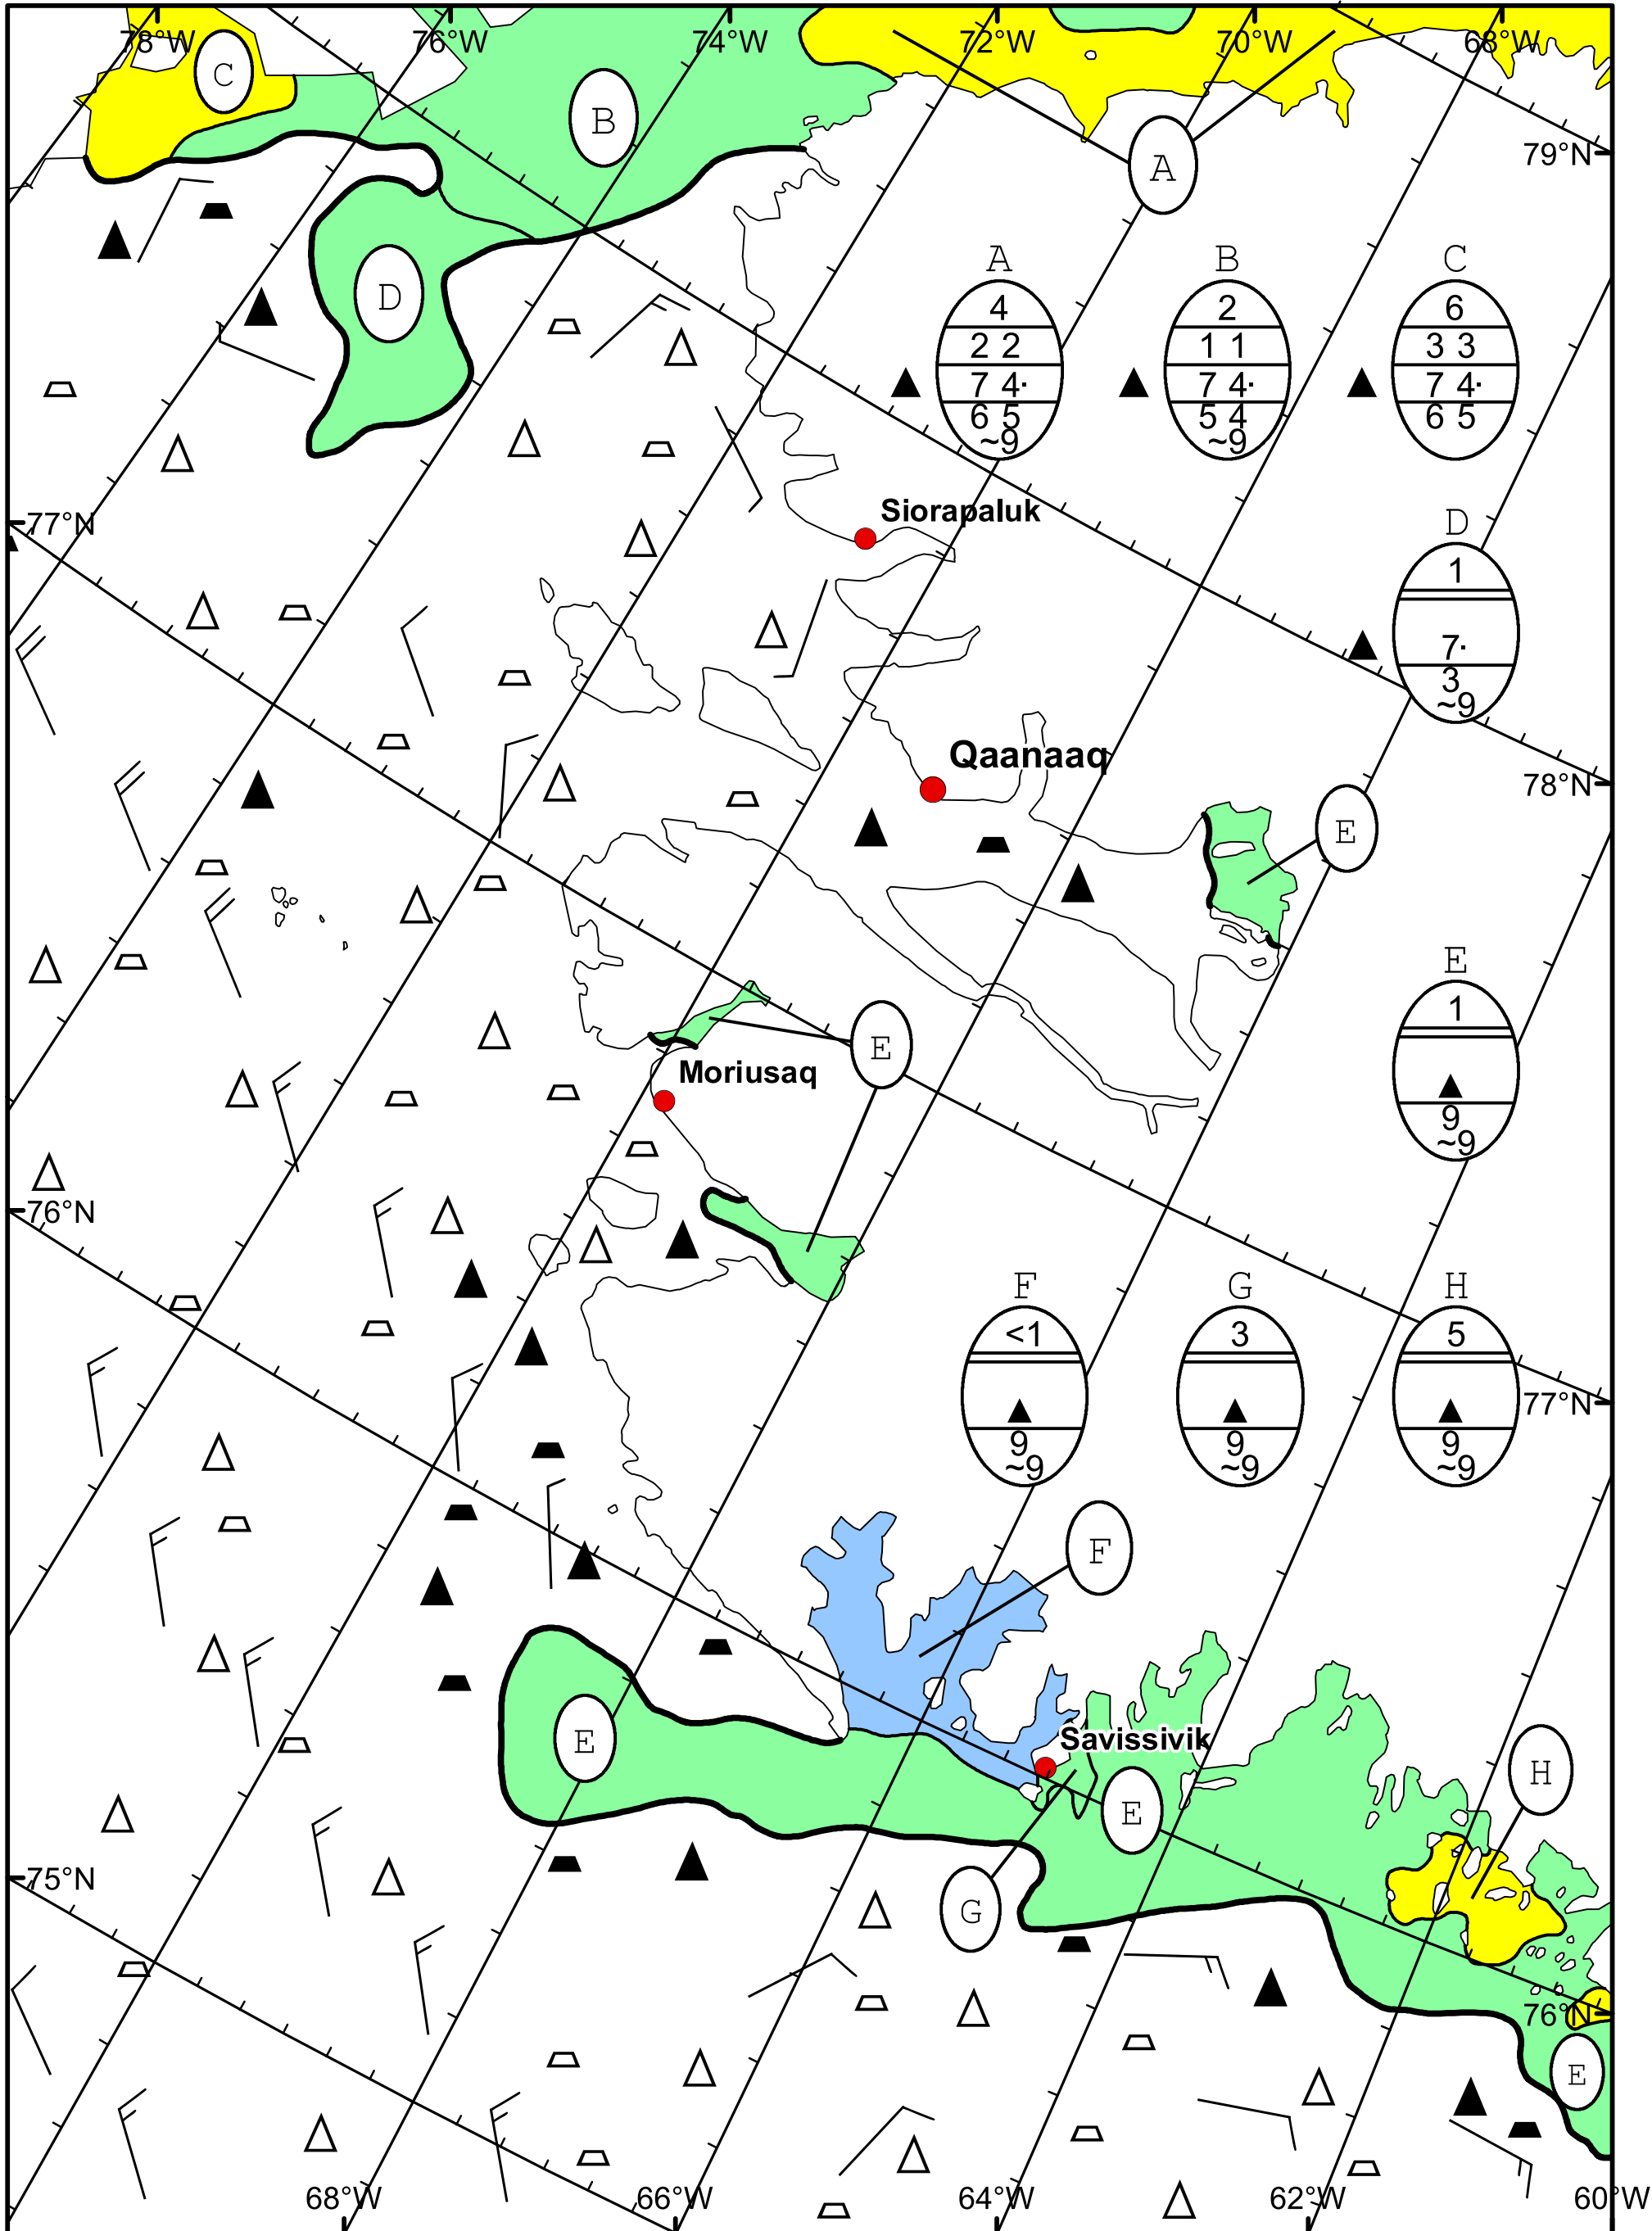 78°W 76°W 74°W 72°W 70°W 68°W
C
B
79°N
A
A B C
4 2 6
2 2 1 1 3 3
7 4· 7 4· 7 4·
6 5 5 4 6 5
~9 ~9
D
77°N
Siorapaluk
D
1
7·
3
~9
Qaanaaq
78°N
E
E
1
9
~9
E
Moriusaq
76°N
F G H
<1 3 5
77°N
9 9 9
~9 ~9 ~9
F
E
Savissivik
H
E
75°N
G
76°N
E
68°W 66°W 64°W 62°W 60°W